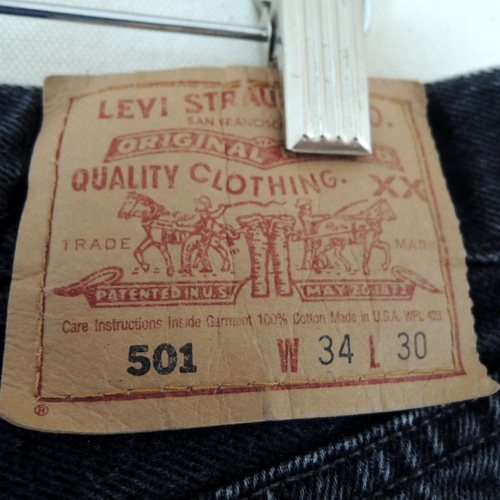 LEVI STRAU O.
SAN FRANCISC
ORIGINAL
QUALITY CLOTHING. XX
TRADE MARK
PATENTED IN U.S. MAY 20 1873
Care Instructions Inside Garment 100% Cotton Made in U.S.A. WPL 423
501 W 34 L 30
®